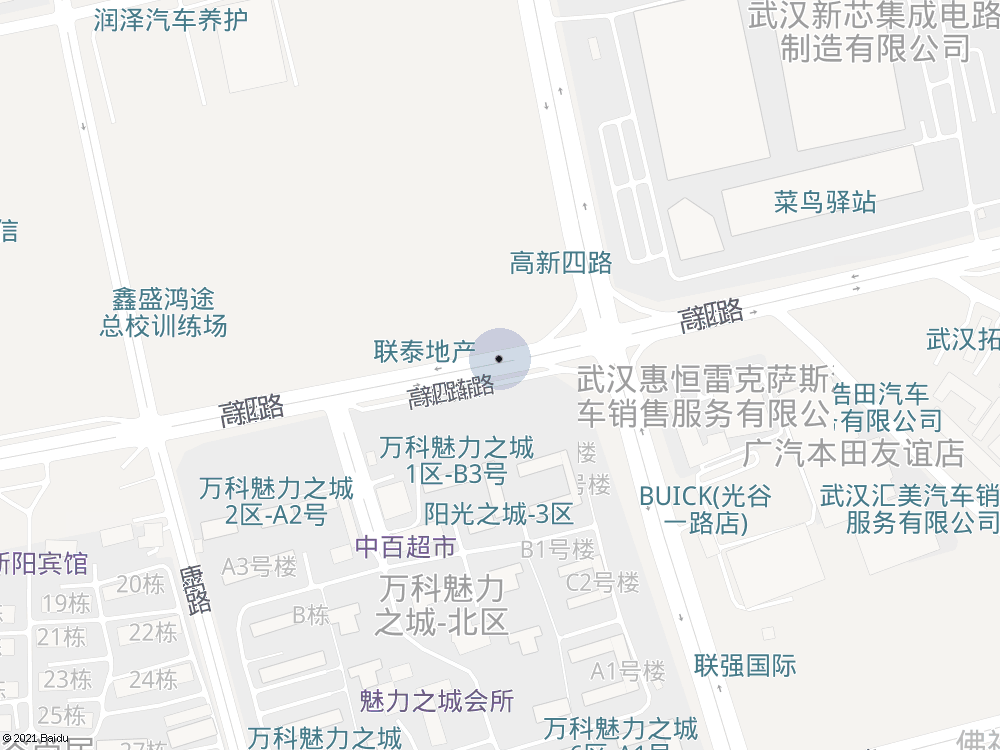 润泽汽车养护
武汉新芯集成电路
制造有限公司
菜鸟驿站
信
高新四路
鑫盛鸿途
总校训练场
联泰地产
武汉拓
武汉惠恒雷克萨斯
车销售服务有限公
浩田汽车
有限公司
广汽本田友谊店
万科魅力之城
1区-B3号
万科魅力之城
2区-A2号
阳光之城-3区
号楼
BUICK(光谷
一路店)
武汉汇美汽车销
服务有限公司
中百超市
B1号楼
新阳宾馆
A3号楼
C2号楼
20栋
19栋
万科魅力
之城-北区
B栋
22栋
21栋
A1号楼
联强国际
23栋
24栋
魅力之城会所
25栋
万科魅力之城
万科魅力之城
© 2021 Baidu